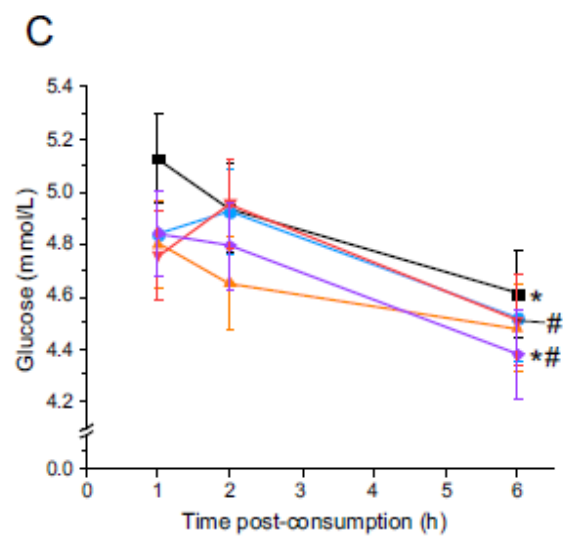 C
5.4
5.2
5.0
4.8
4.6
4.4
4.2
0.0
Glucose (mmol/L)
*
#
*#
0 1 2 3 4 5 6
Time post-consumption (h)